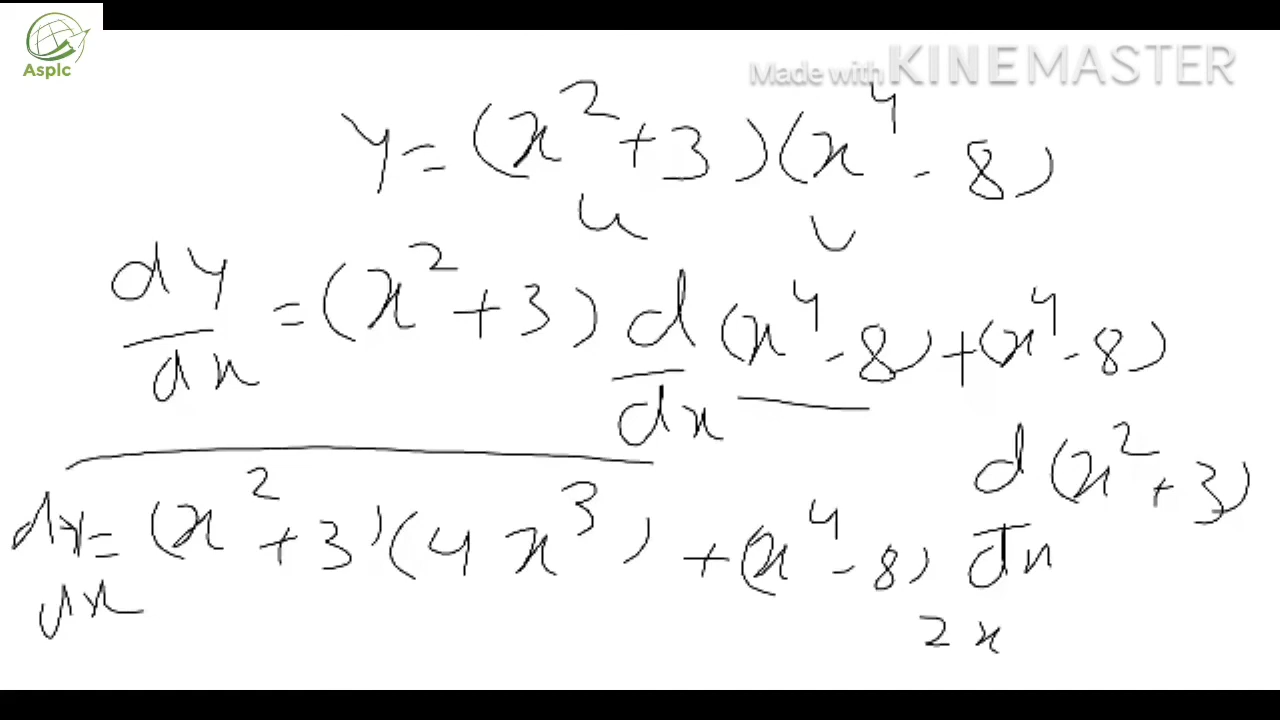 Asplc
Made with KINEMASTER
y = (x² + 3)(x⁴ - 8)
u v
dy/dx = (x² + 3) d/dx (x⁴ - 8) + (x⁴ - 8)
d/dx (x² + 3)
dy/dx = (x² + 3)(4x³) + (x⁴ - 8)
2x